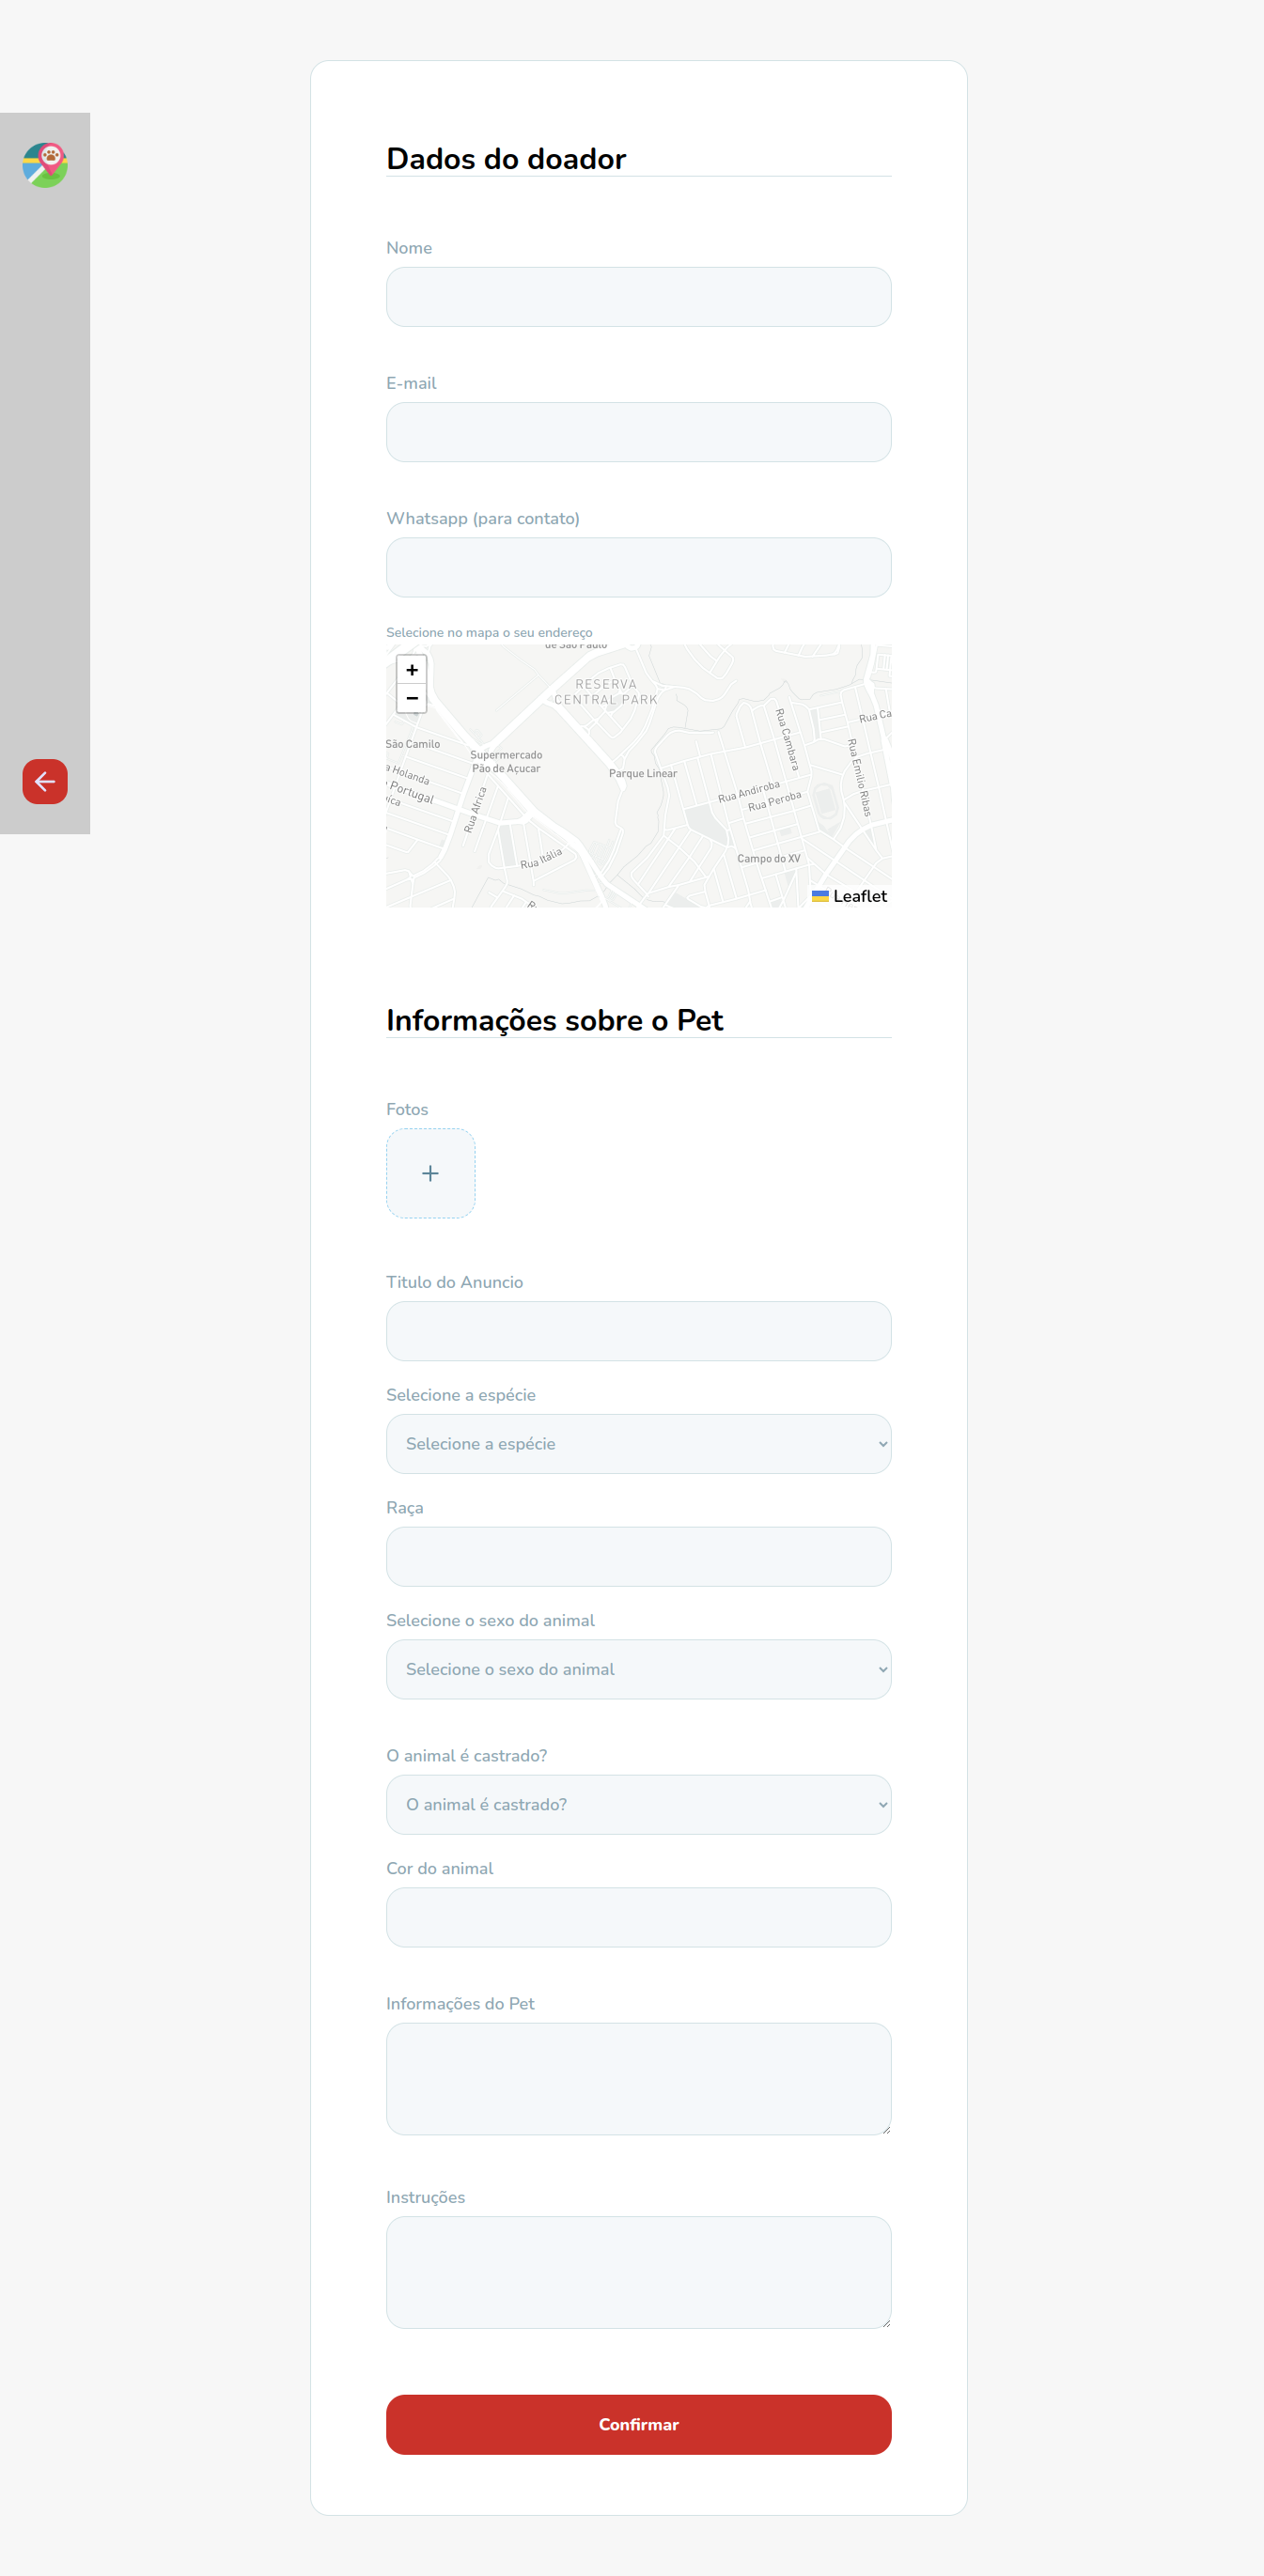 Dados do doador
Nome
E-mail
Whatsapp (para contato)
Selecione no mapa o seu endereço
de São Paulo
+
−
RESERVA
CENTRAL PARK
Rua Ca
São Camilo
Supermercado
Pão de Açucar
Parque Linear
Rua Cambara
Rua Emilio Ribas
a Holanda
Portugal
Rua Africa
Rua Andiroba
Rua Peroba
Rua Itália
Campo do XV
Leaflet
Informações sobre o Pet
Fotos
Titulo do Anuncio
Selecione a espécie
Selecione a espécie
Raça
Selecione o sexo do animal
Selecione o sexo do animal
O animal é castrado?
O animal é castrado?
Cor do animal
Informações do Pet
Instruções
Confirmar